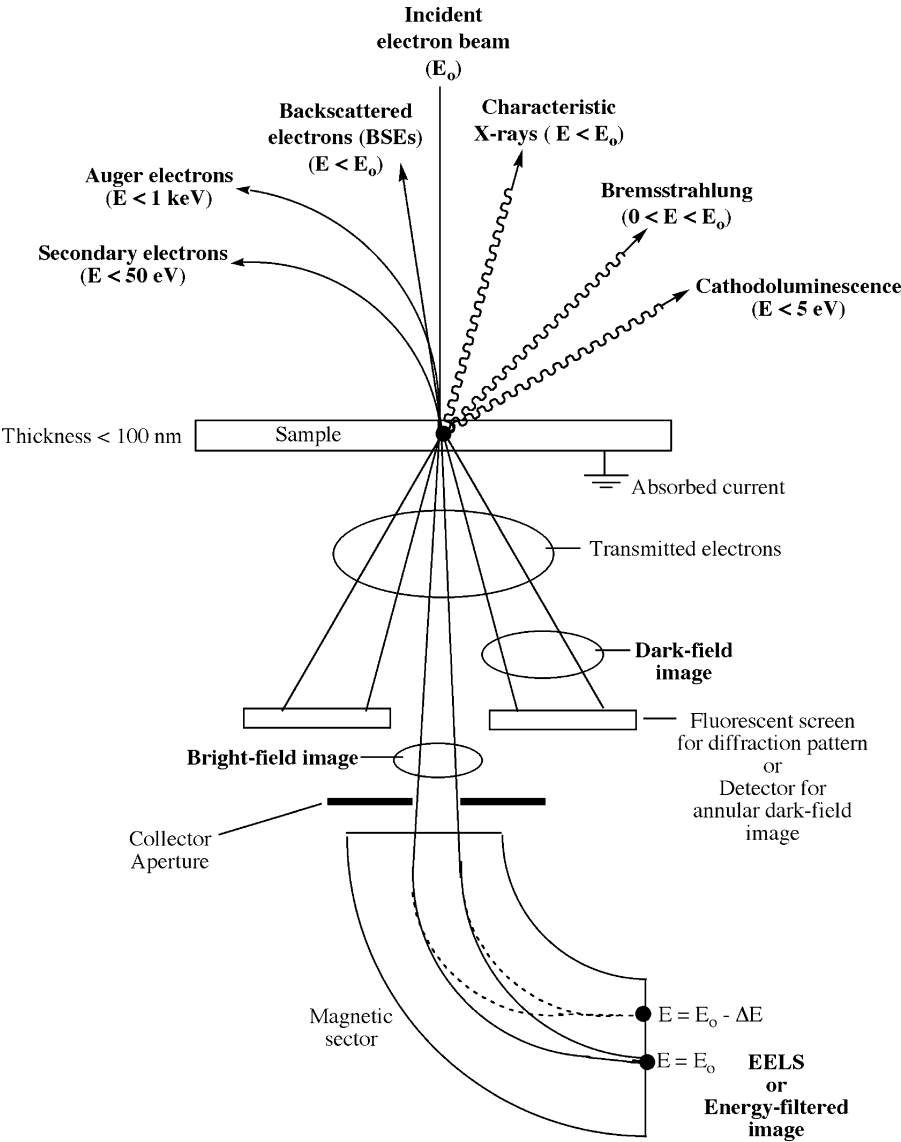 Incident
electron beam
(Eo)
Backscattered
electrons (BSEs)
(E < Eo)
Characteristic
X-rays ( E < Eo)
Auger electrons
(E < 1 keV)
Bremsstrahlung
(0 < E < Eo)
Secondary electrons
(E < 50 eV)
Cathodoluminescence
(E < 5 eV)
Thickness < 100 nm
Sample
Absorbed current
Transmitted electrons
Dark-field
image
Fluorescent screen
for diffraction pattern
or
Detector for
annular dark-field
image
Bright-field image
Collector
Aperture
Magnetic
sector
E = Eo - ΔE
E = Eo
EELS
or
Energy-filtered
image